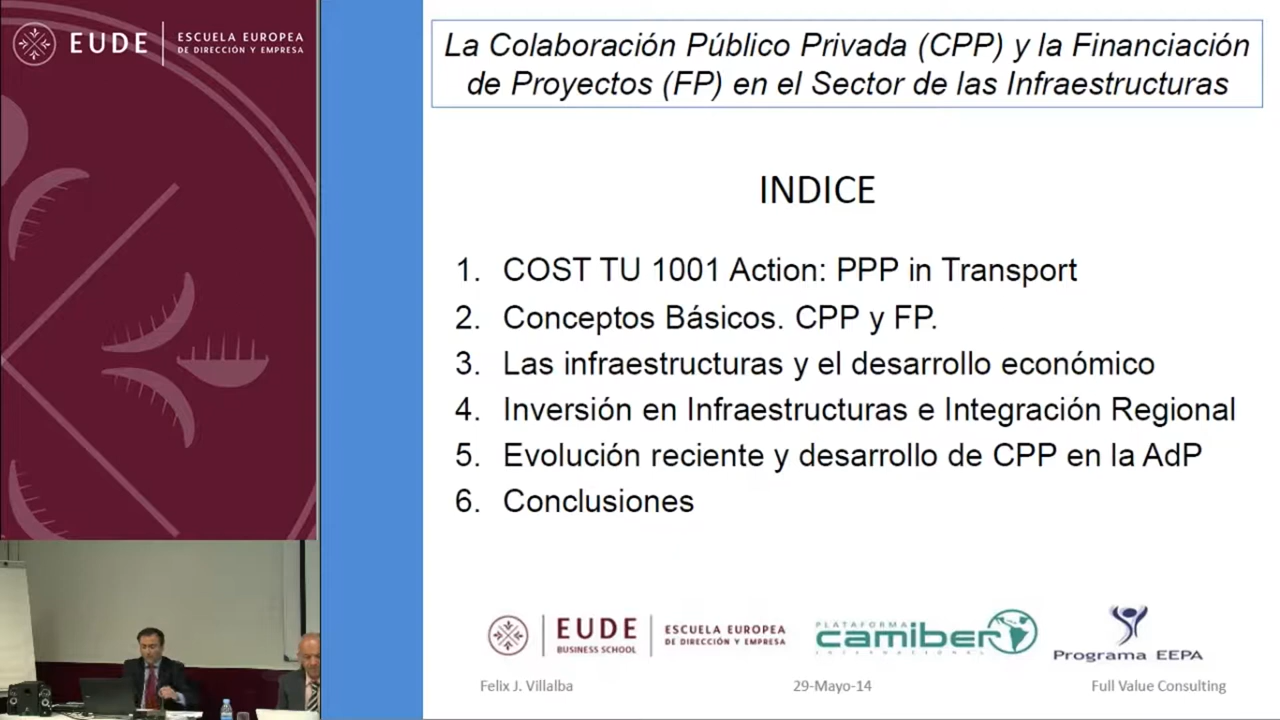 EUDE
ESCUELA EUROPEA
DE DIRECCIÓN Y EMPRESA
La Colaboración Público Privada (CPP) y la Financiación
de Proyectos (FP) en el Sector de las Infraestructuras
INDICE
1. COST TU 1001 Action: PPP in Transport
2. Conceptos Básicos. CPP y FP.
3. Las infraestructuras y el desarrollo económico
4. Inversión en Infraestructuras e Integración Regional
5. Evolución reciente y desarrollo de CPP en la AdP
6. Conclusiones
EUDE
BUSINESS SCHOOL
ESCUELA EUROPEA
DE DIRECCIÓN Y EMPRESA
PLATAFORMA
camiber
INTERNACIONAL
Programa EEPA
Felix J. Villalba
29-Mayo-14
Full Value Consulting